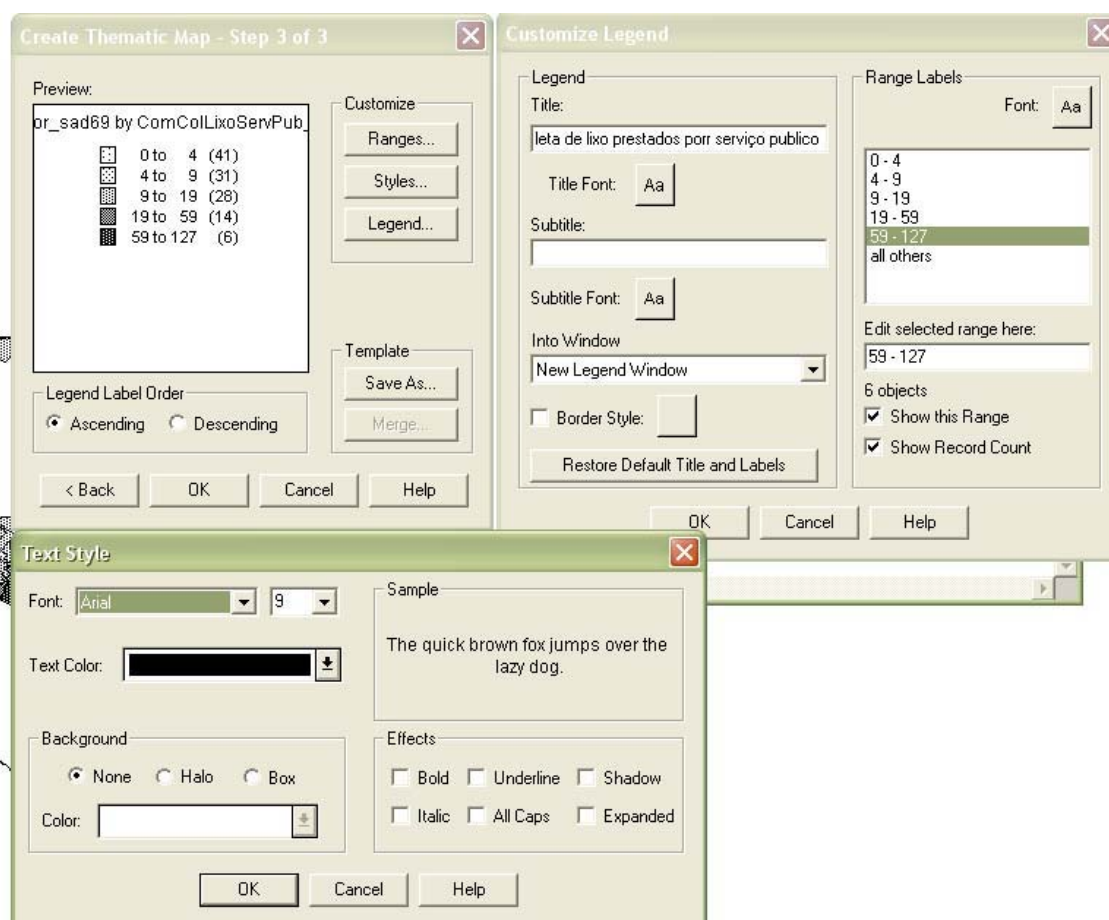 Create Thematic Map - Step 3 of 3
Preview:
or_sad69 by ComColLixoServPub_
0 to 4 (41)
4 to 9 (31)
9 to 19 (28)
19 to 59 (14)
59 to 127 (6)
Customize
Ranges...
Styles...
Legend...
Template
Save As...
Merge...
Legend Label Order
Ascending Descending
< Back OK Cancel Help
Customize Legend
Legend
Title:
leta de lixo prestados porr serviço publico
Title Font: Aa
Subtitle:
Subtitle Font: Aa
Into Window
New Legend Window
Border Style:
Restore Default Title and Labels
Range Labels
Font: Aa
0 - 4
4 - 9
9 - 19
19 - 59
59 - 127
all others
Edit selected range here:
59 - 127
6 objects
Show this Range
Show Record Count
OK Cancel Help
Text Style
Font: Arial 9
Text Color:
Background
None Halo Box
Color:
Sample
The quick brown fox jumps over the
lazy dog.
Effects
Bold Underline Shadow
Italic All Caps Expanded
OK Cancel Help